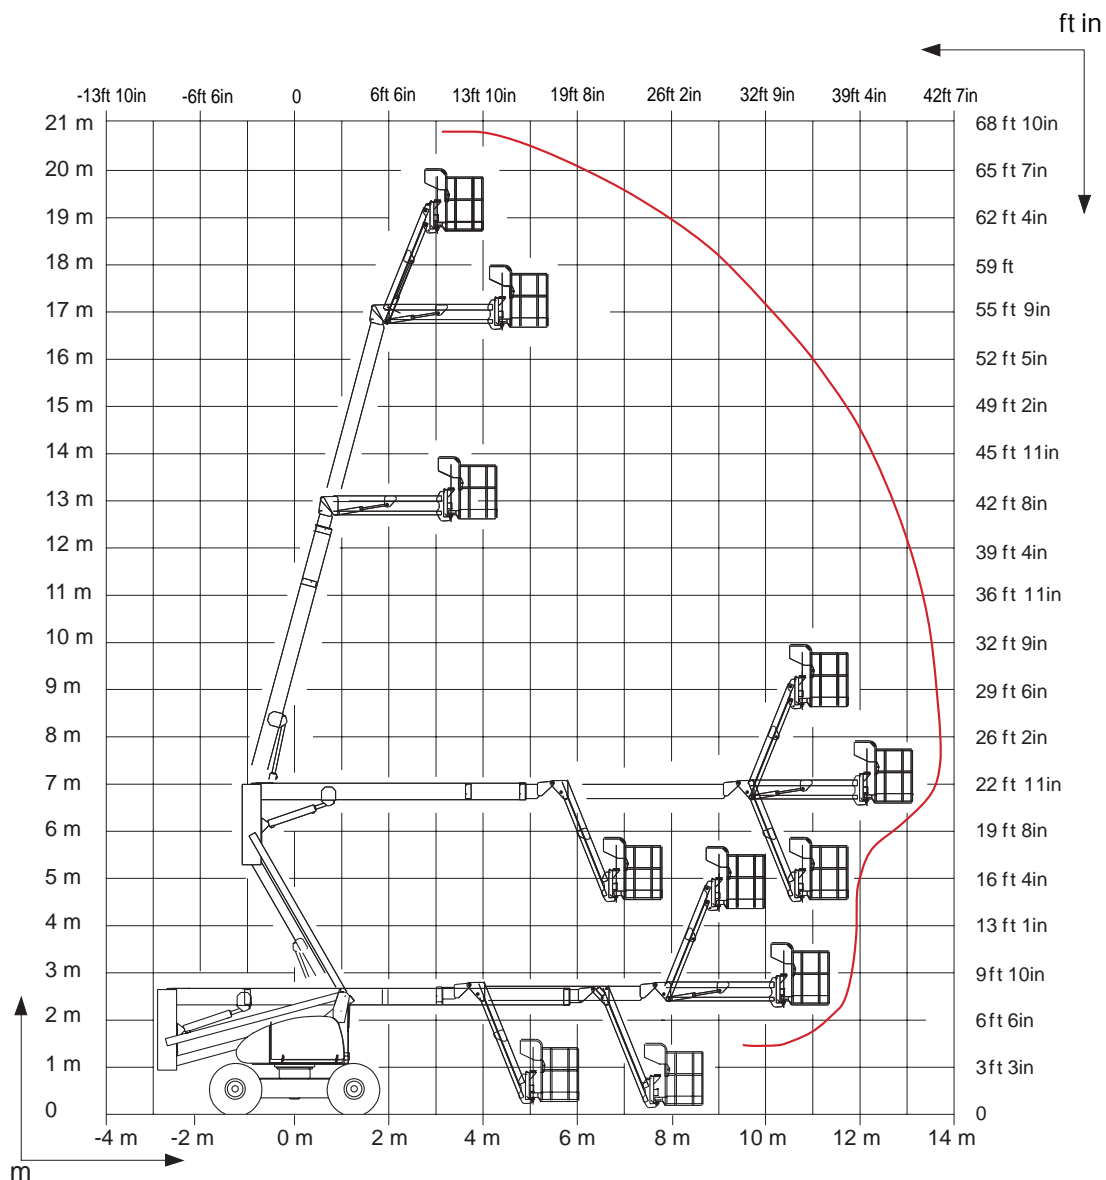 ft in
-13ft 10in -6ft 6in 0 6ft 6in 13ft 10in 19ft 8in 26ft 2in 32ft 9in 39ft 4in 42ft 7in
21 m 68 ft 10in
20 m 65 ft 7in
19 m 62 ft 4in
18 m 59 ft
17 m 55 ft 9in
16 m 52 ft 5in
15 m 49 ft 2in
14 m 45 ft 11in
13 m 42 ft 8in
12 m 39 ft 4in
11 m 36 ft 11in
10 m 32 ft 9in
9 m 29 ft 6in
8 m 26 ft 2in
7 m 22 ft 11in
6 m 19 ft 8in
5 m 16 ft 4in
4 m 13 ft 1in
3 m 9 ft 10in
2 m 6 ft 6in
1 m 3 ft 3in
0 0
-4 m -2 m 0 m 2 m 4 m 6 m 8 m 10 m 12 m 14 m
m